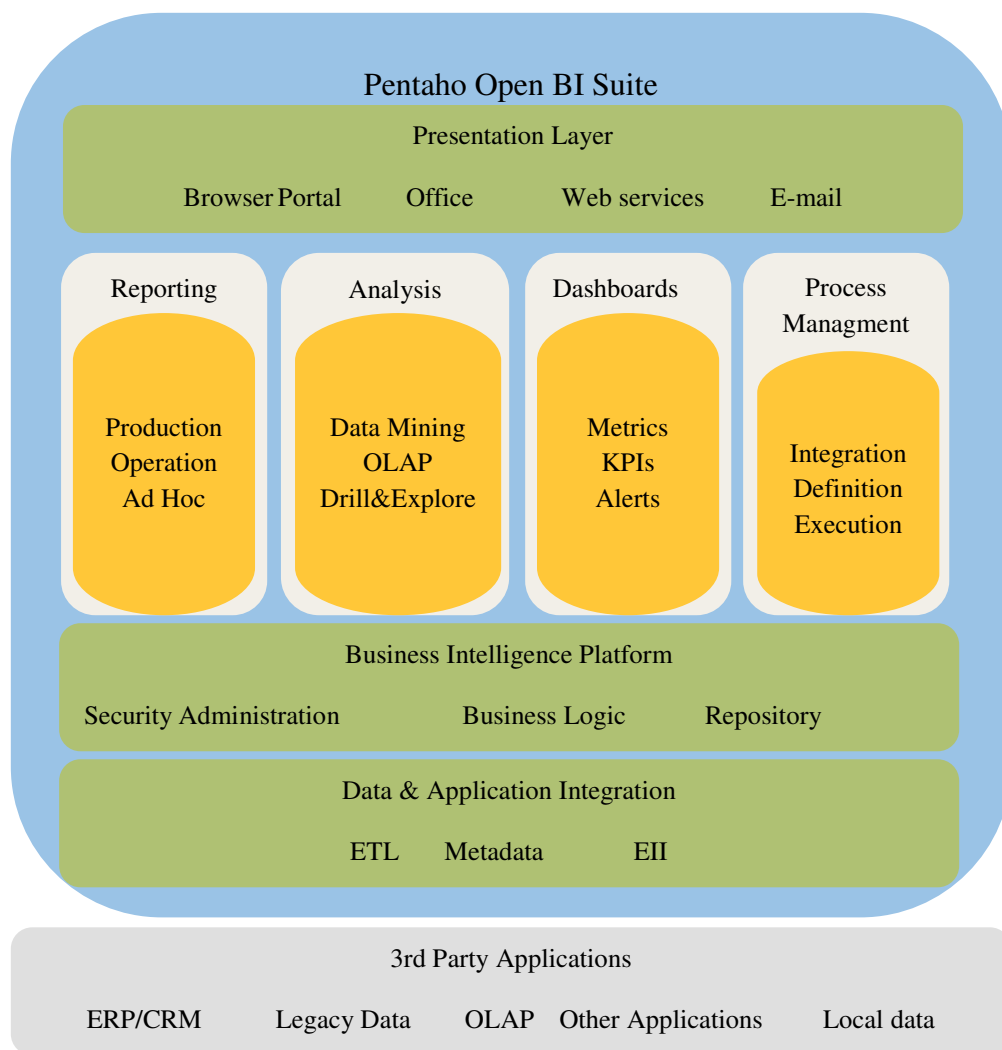 Pentaho Open BI Suite
Presentation Layer
Browser Portal Office Web services E-mail
Reporting
Production
Operation
Ad Hoc
Analysis
Data Mining
OLAP
Drill&Explore
Dashboards
Metrics
KPIs
Alerts
Process
Managment
Integration
Definition
Execution
Business Intelligence Platform
Security Administration Business Logic Repository
Data & Application Integration
ETL Metadata EII
3rd Party Applications
ERP/CRM Legacy Data OLAP Other Applications Local data